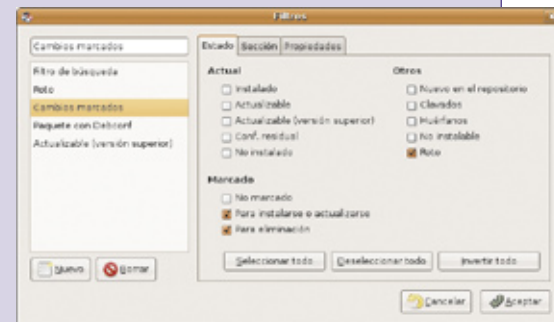 Filtros
Cambios marcados
Filtro de búsqueda
Roto
Cambios marcados
Paquete con Debconf
Actualizable (versión superior)
Nuevo
Borrar
Estado Sección Propiedades
Actual
Instalado
Actualizable
Actualizable (versión superior)
Conf. residual
No instalado
Otros
Nuevo en el repositorio
Clavados
Huérfanos
No instalable
Roto
Marcado
No marcado
Para instalarse o actualizarse
Para eliminación
Seleccionar todo
Deseleccionar todo
Invertir todo
Cancelar
Aceptar